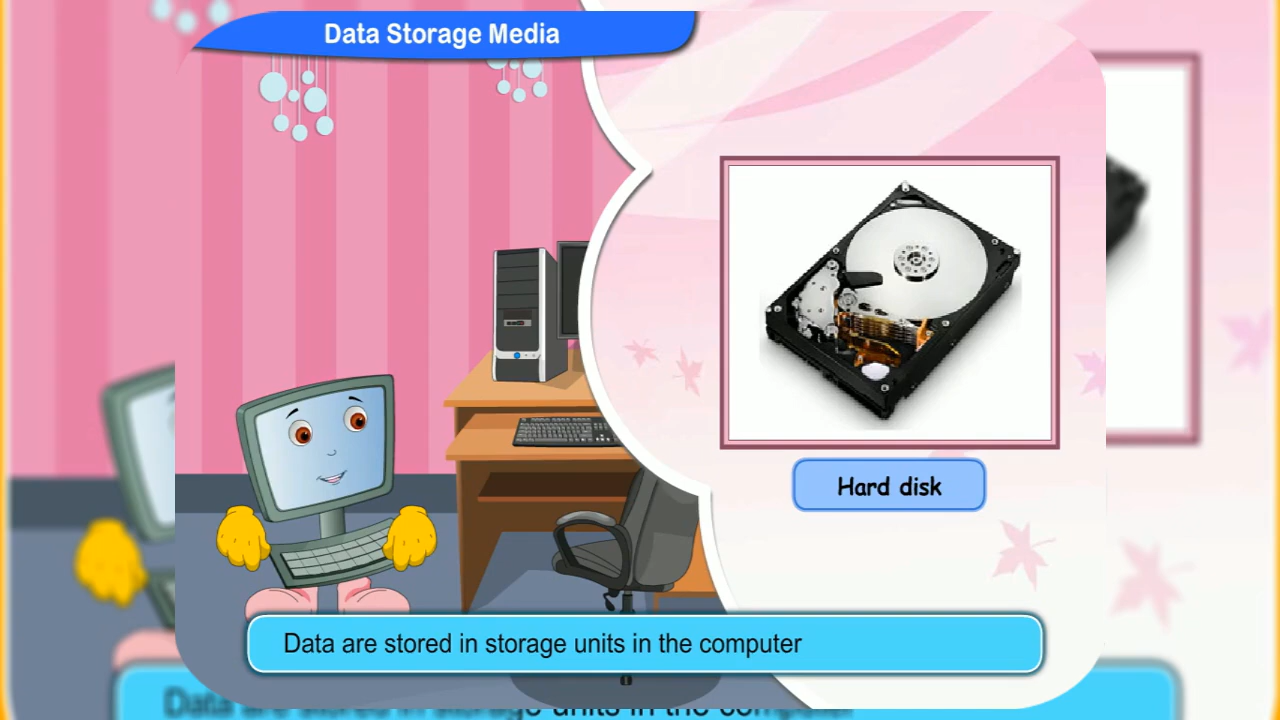 Data Storage Media
Hard disk
Data are stored in storage units in the computer